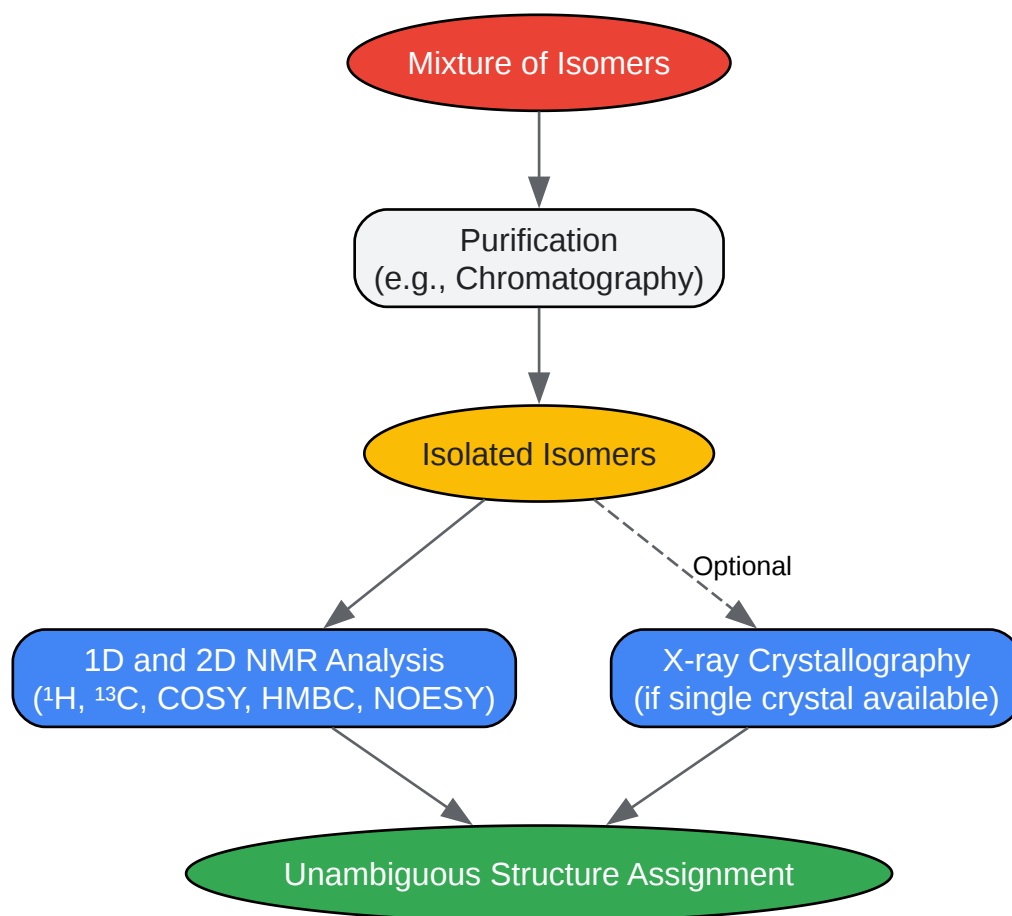 Mixture of Isomers
Purification
(e.g., Chromatography)
Isolated Isomers
Optional
1D and 2D NMR Analysis
(¹H, ¹³C, COSY, HMBC, NOESY)
X-ray Crystallography
(if single crystal available)
Unambiguous Structure Assignment